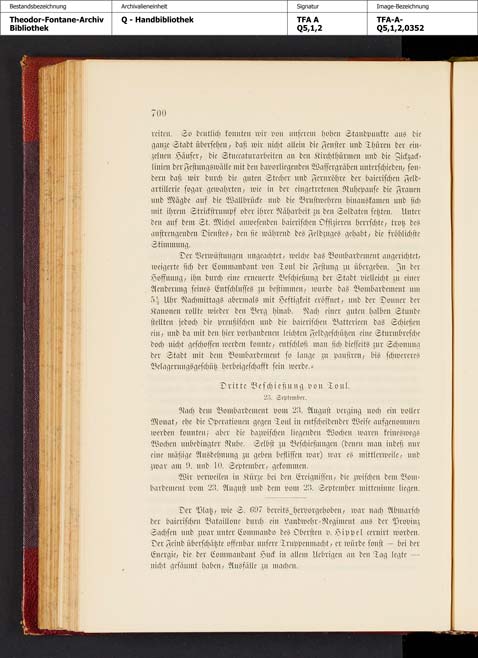 Bestandsbezeichnung
Theodor-Fontane-Archiv
Bibliothek
Archivalieneinheit
Q - Handbibliothek
Signatur
TFA A
Q5,1,2
Image-Bezeichnung
TFA-A-
Q5,1,2,0352
700
reiten. So deutlich konnten wir von unserem hohen Standpunkte aus die
ganze Stadt übersehen, daß wir nicht allein die Fenster und Thüren der ein-
zelnen Häuser, die Stuccaturarbeiten an den Kirchthürmen und die Zickzack-
linien der Festungswälle mit den davorliegenden Wassergräben unterschieden, son-
dern daß wir durch die guten Stecher und Fernröhre der baierischen Feld-
artillerie sogar gewahrten, wie in der eingetretenen Ruhepause die Frauen
und Mägde auf die Wallbrücke und die Brustwehren hinauskamen und sich
mit ihrem Strickstrumpf oder ihrer Näharbeit zu den Soldaten setzten. Unter
den auf dem St. Michel anwesenden baierischen Offizieren herrschte, trotz des
anstrengenden Dienstes, den sie während des Feldzuges gehabt, die fröhlichste
Stimmung.
Der Verwüstungen ungeachtet, welche das Bombardement angerichtet,
weigerte sich der Commandant von Toul die Festung zu übergeben. In der
Hoffnung, ihn durch eine erneuerte Beschießung der Stadt vielleicht zu einer
Aenderung seines Entschlusses zu bestimmen, wurde das Bombardement um
5½ Uhr Nachmittags abermals mit Heftigkeit eröffnet, und der Donner der
Kanonen rollte wieder den Berg hinab. Nach einer guten halben Stunde
stellten jedoch die preußischen und die baierischen Batterieen das Schießen
ein, und da mit den hier vorhandenen leichten Feldgeschützen eine Sturmbresche
doch nicht geschossen werden konnte, entschloß man sich diesseits zur Schonung
der Stadt mit dem Bombardement so lange zu pausiren, bis schwereres
Belagerungsgeschütz herbeigeschafft sein werde.«
Dritte Beschießung von Toul.
23. September.
Nach dem Bombardement vom 23. August verging noch ein voller
Monat, ehe die Operationen gegen Toul in entscheidender Weise aufgenommen
werden konnten; aber die dazwischen liegenden Wochen waren keineswegs
Wochen unbedingter Ruhe. Selbst zu Beschießungen (denen man indeß nur
eine mäßige Ausdehnung zu geben beflissen war) war es mittlerweile, und
zwar am 9. und 10. September, gekommen.
Wir verweilen in Kürze bei den Ereignissen, die zwischen dem Bom-
bardement vom 23. August und dem vom 23. September mitteninne liegen.
Der Platz, wie S. 697 bereits hervorgehoben, war nach Abmarsch
der baierischen Bataillone durch ein Landwehr-Regiment aus der Provinz
Sachsen und zwar unter Commando des Obersten v. Hippel cernirt worden.
Der Feind überschätzte offenbar unsere Truppenmacht, er würde sonst — bei der
Energie, die der Commandant Huck in allem Uebrigen an den Tag legte —
nicht gesäumt haben, Ausfälle zu machen.